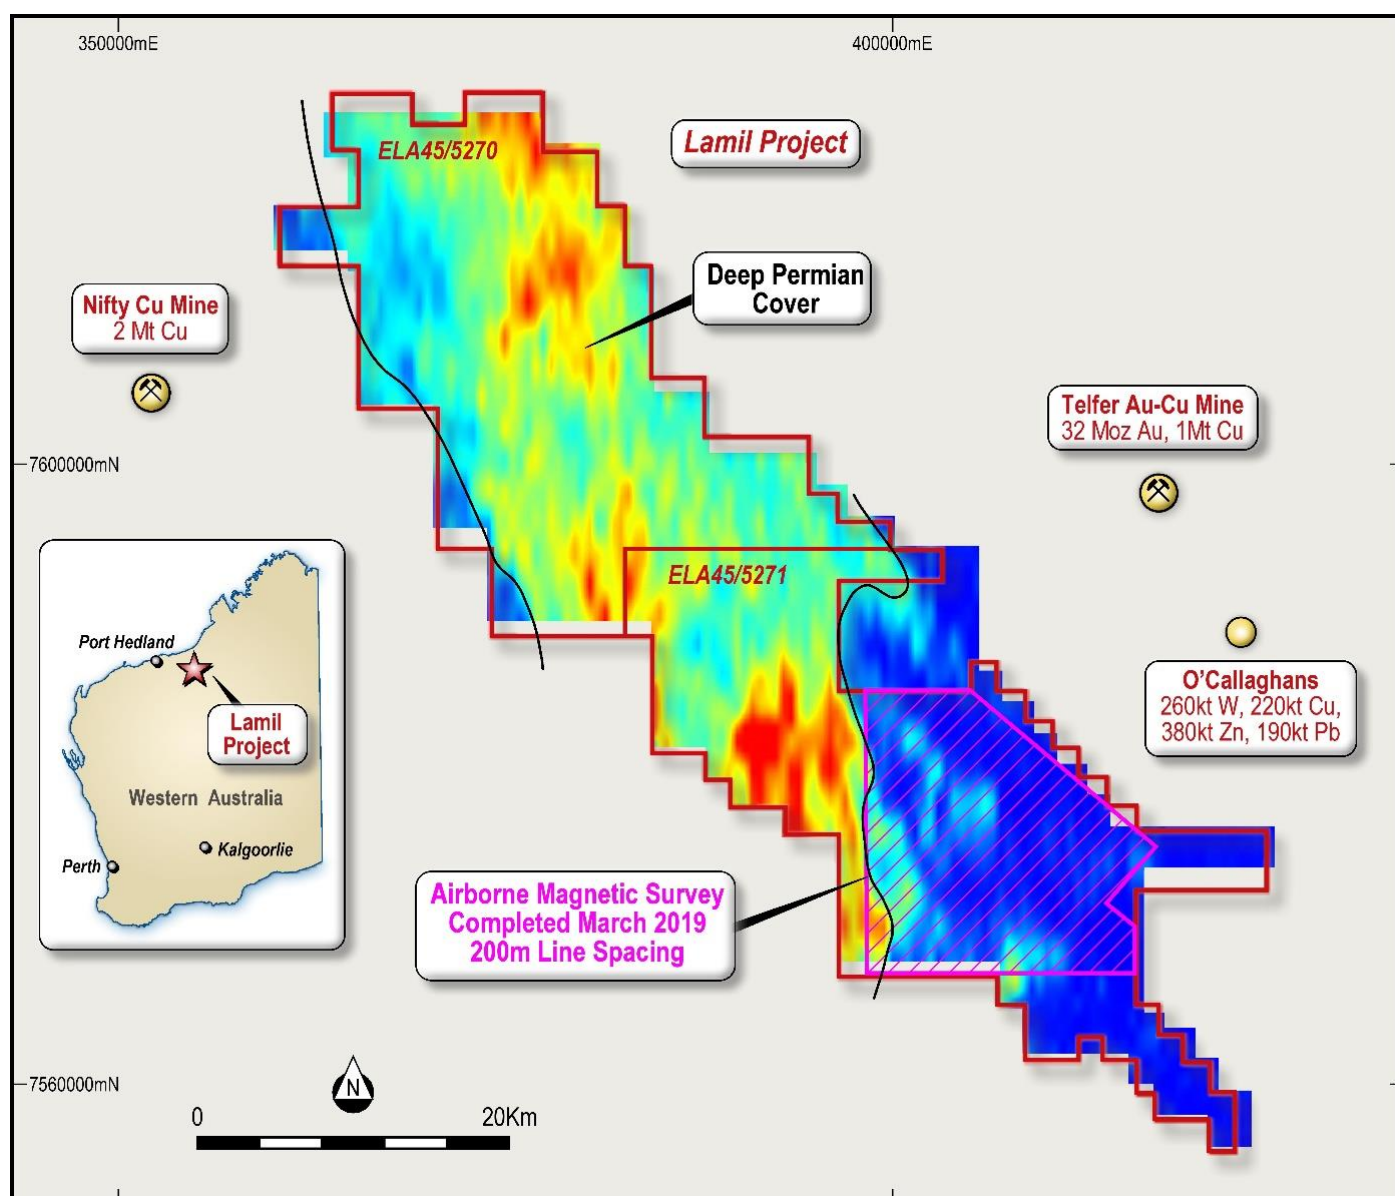 350000mE
400000mE
ELA45/5270
Lamil Project
Deep Permian
Cover
Nifty Cu Mine
2 Mt Cu
Telfer Au-Cu Mine
32 Moz Au, 1Mt Cu
7600000mN
ELA45/5271
Port Hedland
Lamil
Project
Western Australia
Kalgoorlie
Perth
O'Callaghans
260kt W, 220kt Cu,
380kt Zn, 190kt Pb
Airborne Magnetic Survey
Completed March 2019
200m Line Spacing
7560000mN
N
0
20Km